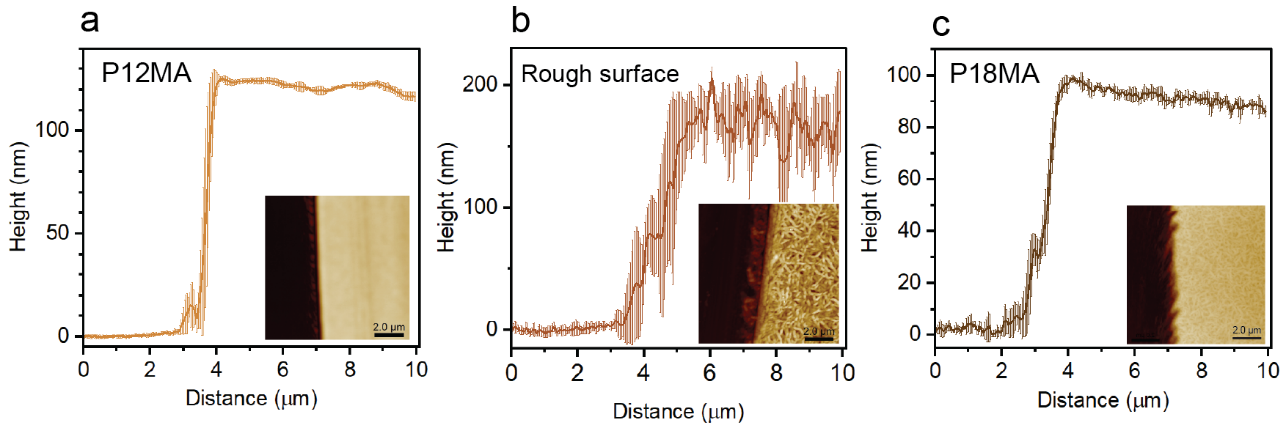 a
P12MA
Height (nm)
100
50
0
0 2 4 6 8 10
Distance (μm)
2.0 μm
b
Rough surface
Height (nm)
200
100
0
0 2 4 6 8 10
Distance (μm)
2.0 μm
c
P18MA
Height (nm)
100
80
60
40
20
0
0 2 4 6 8 10
Distance (μm)
2.0 μm